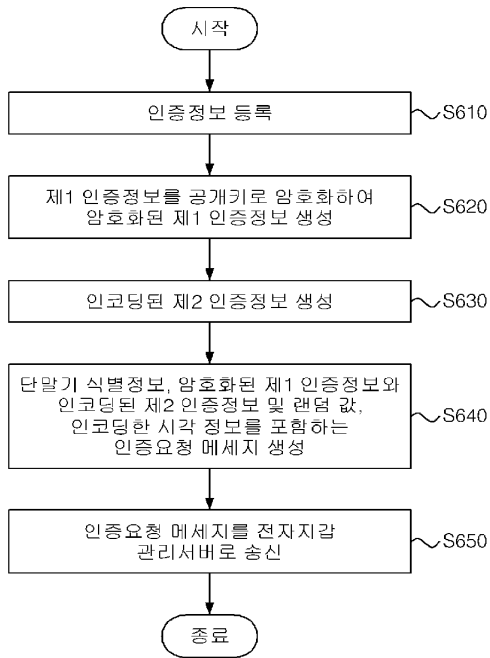 시작
인증정보 등록
S610
제1 인증정보를 공개키로 암호화하여
암호화된 제1 인증정보 생성
S620
인코딩된 제2 인증정보 생성
S630
단말기 식별정보, 암호화된 제1 인증정보와
인코딩된 제2 인증정보 및 랜덤 값,
인코딩한 시각 정보를 포함하는
인증요청 메세지 생성
S640
인증요청 메세지를 전자지갑
관리서버로 송신
S650
종료